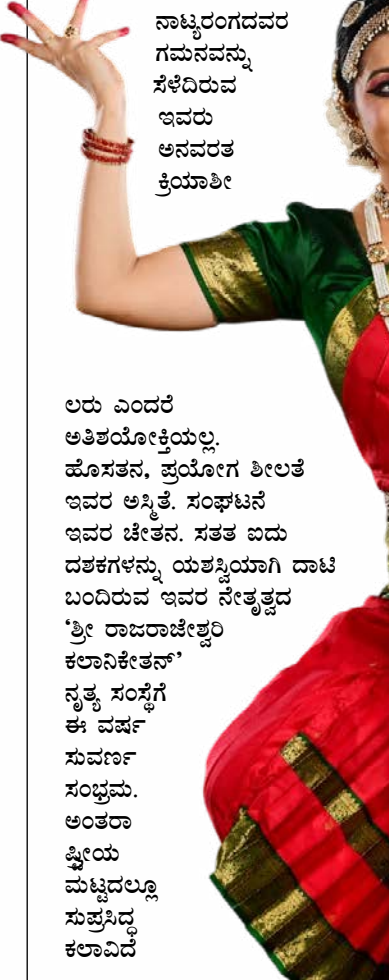 ನಾಟ್ಯರಂಗದವರ
ಗಮನವನ್ನು
ಸೆಳೆದಿರುವ
ಇವರು
ಅನವರತ
ಕ್ರಿಯಾಶೀ
ಲರು ಎಂದರೆ
ಅತಿಶಯೋಕ್ತಿಯಲ್ಲ.
ಹೊಸತನ, ಪ್ರಯೋಗ ಶೀಲತೆ
ಇವರ ಅಸ್ಮಿತೆ. ಸಂಘಟನೆ
ಇವರ ಚೇತನ. ಸತತ ಐದು
ದಶಕಗಳನ್ನು ಯಶಸ್ವಿಯಾಗಿ ದಾಟಿ
ಬಂದಿರುವ ಇವರ ನೇತೃತ್ವದ
‘ಶ್ರೀ ರಾಜರಾಜೇಶ್ವರಿ
ಕಲಾನಿಕೇತನ್’
ನೃತ್ಯ ಸಂಸ್ಥೆಗೆ
ಈ ವರ್ಷ
ಸುವರ್ಣ
ಸಂಭ್ರಮ.
ಅಂತರಾ
ಷ್ಟ್ರೀಯ
ಮಟ್ಟದಲ್ಲೂ
ಸುಪ್ರಸಿದ್ಧ
ಕಲಾವಿದೆ